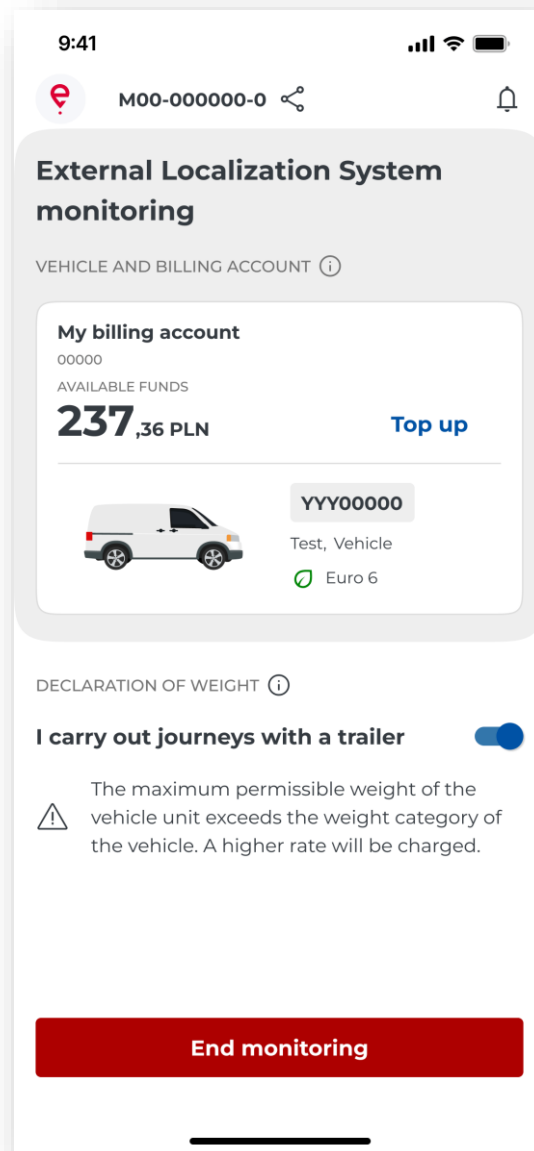 9:41
M00-000000-0
External Localization System
monitoring
VEHICLE AND BILLING ACCOUNT
My billing account
00000
AVAILABLE FUNDS
237,36 PLN
Top up
YYY00000
Test, Vehicle
Euro 6
DECLARATION OF WEIGHT
I carry out journeys with a trailer
The maximum permissible weight of the
vehicle unit exceeds the weight category of
the vehicle. A higher rate will be charged.
End monitoring